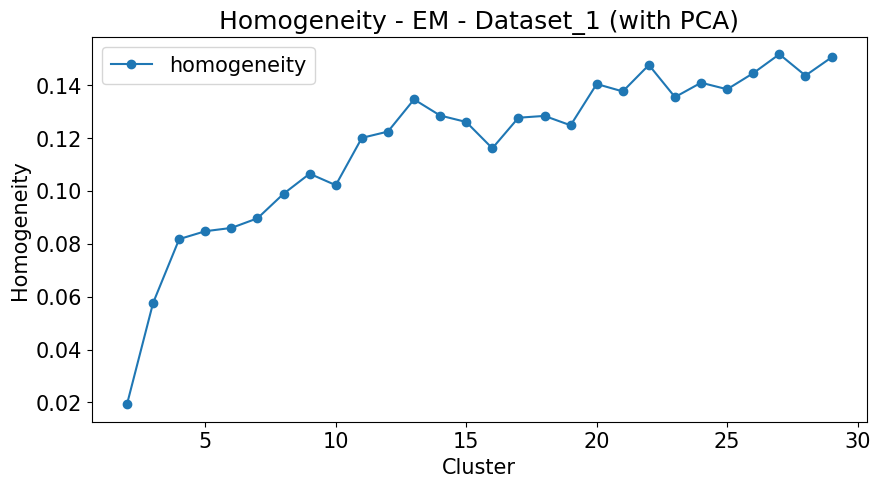 Homogeneity - EM - Dataset_1 (with PCA)
homogeneity
Homogeneity
0.14
0.12
0.10
0.08
0.06
0.04
0.02
5 10 15 20 25 30
Cluster